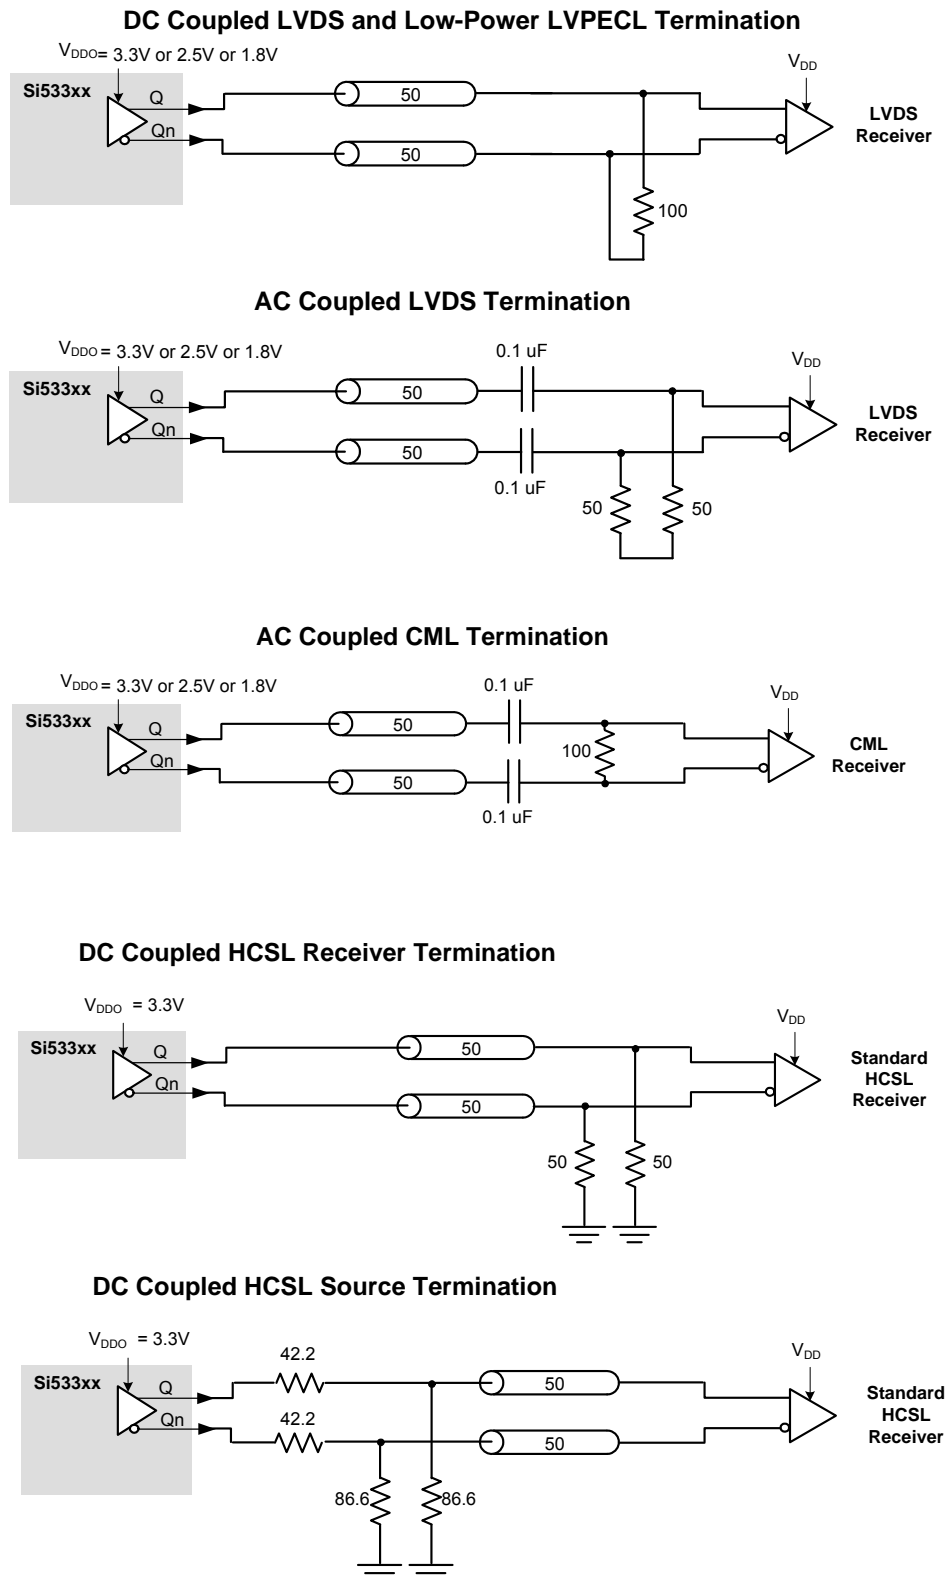 DC Coupled LVDS and Low-Power LVPECL Termination
VDDO= 3.3V or 2.5V or 1.8V
Si533xx
Q
Qn
50
50
100
VDD
LVDS
Receiver
AC Coupled LVDS Termination
VDDO= 3.3V or 2.5V or 1.8V
Si533xx
Q
Qn
50
50
0.1 uF
0.1 uF
50
50
VDD
LVDS
Receiver
AC Coupled CML Termination
VDDO= 3.3V or 2.5V or 1.8V
Si533xx
Q
Qn
50
50
0.1 uF
0.1 uF
100
VDD
CML
Receiver
DC Coupled HCSL Receiver Termination
VDDO = 3.3V
Si533xx
Q
Qn
50
50
50
50
VDD
Standard
HCSL
Receiver
DC Coupled HCSL Source Termination
VDDO = 3.3V
Si533xx
Q
Qn
42.2
42.2
86.6
86.6
50
50
VDD
Standard
HCSL
Receiver